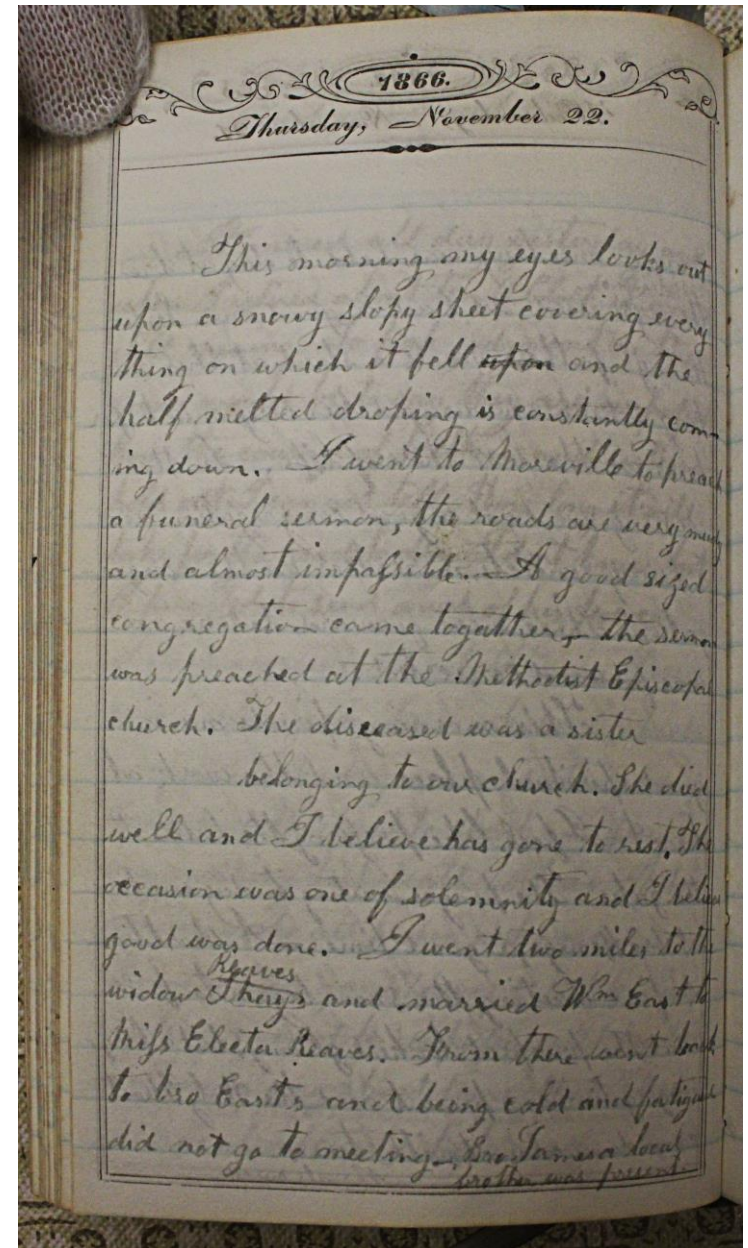 1866.
Thursday, November 22.
This morning my eyes looks out
upon a snowy slopy sheet covering every
thing on which it fell upon and the
half melted droping is constantly com-
ing down. I went to Moreville to preach
a funeral sermon, the roads are very mudy
and almost impassible. A good sized
congregation came togather, the sermon
was preached at the Methodist Episcopal
church. The diseeased was a sister
belonging to our church. She died
well and I believe has gone to rest. The
occasion was one of solemnity and I believe
good was done. I went two miles to the
Reaves
widow Thays and married Wm East to
Miss Electa Reaves. From there went back
to bro Easts and being cold and fatigued
did not go to meeting. Bro James a local
brother was present